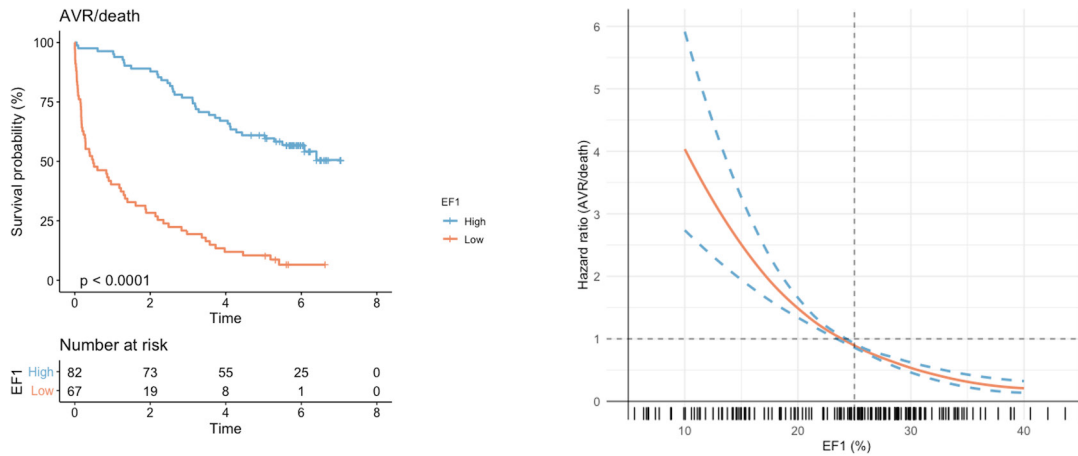 AVR/death
Survival probability (%)
100
75
50
25
0
p < 0.0001
0 2 4 6 8
Time
EF1
High
Low
Number at risk
EF1
High 82 73 55 25 0
Low 67 19 8 1 0
0 2 4 6 8
Time
Hazard ratio (AVR/death)
6
5
4
3
2
1
0
10 20 30 40
EF1 (%)